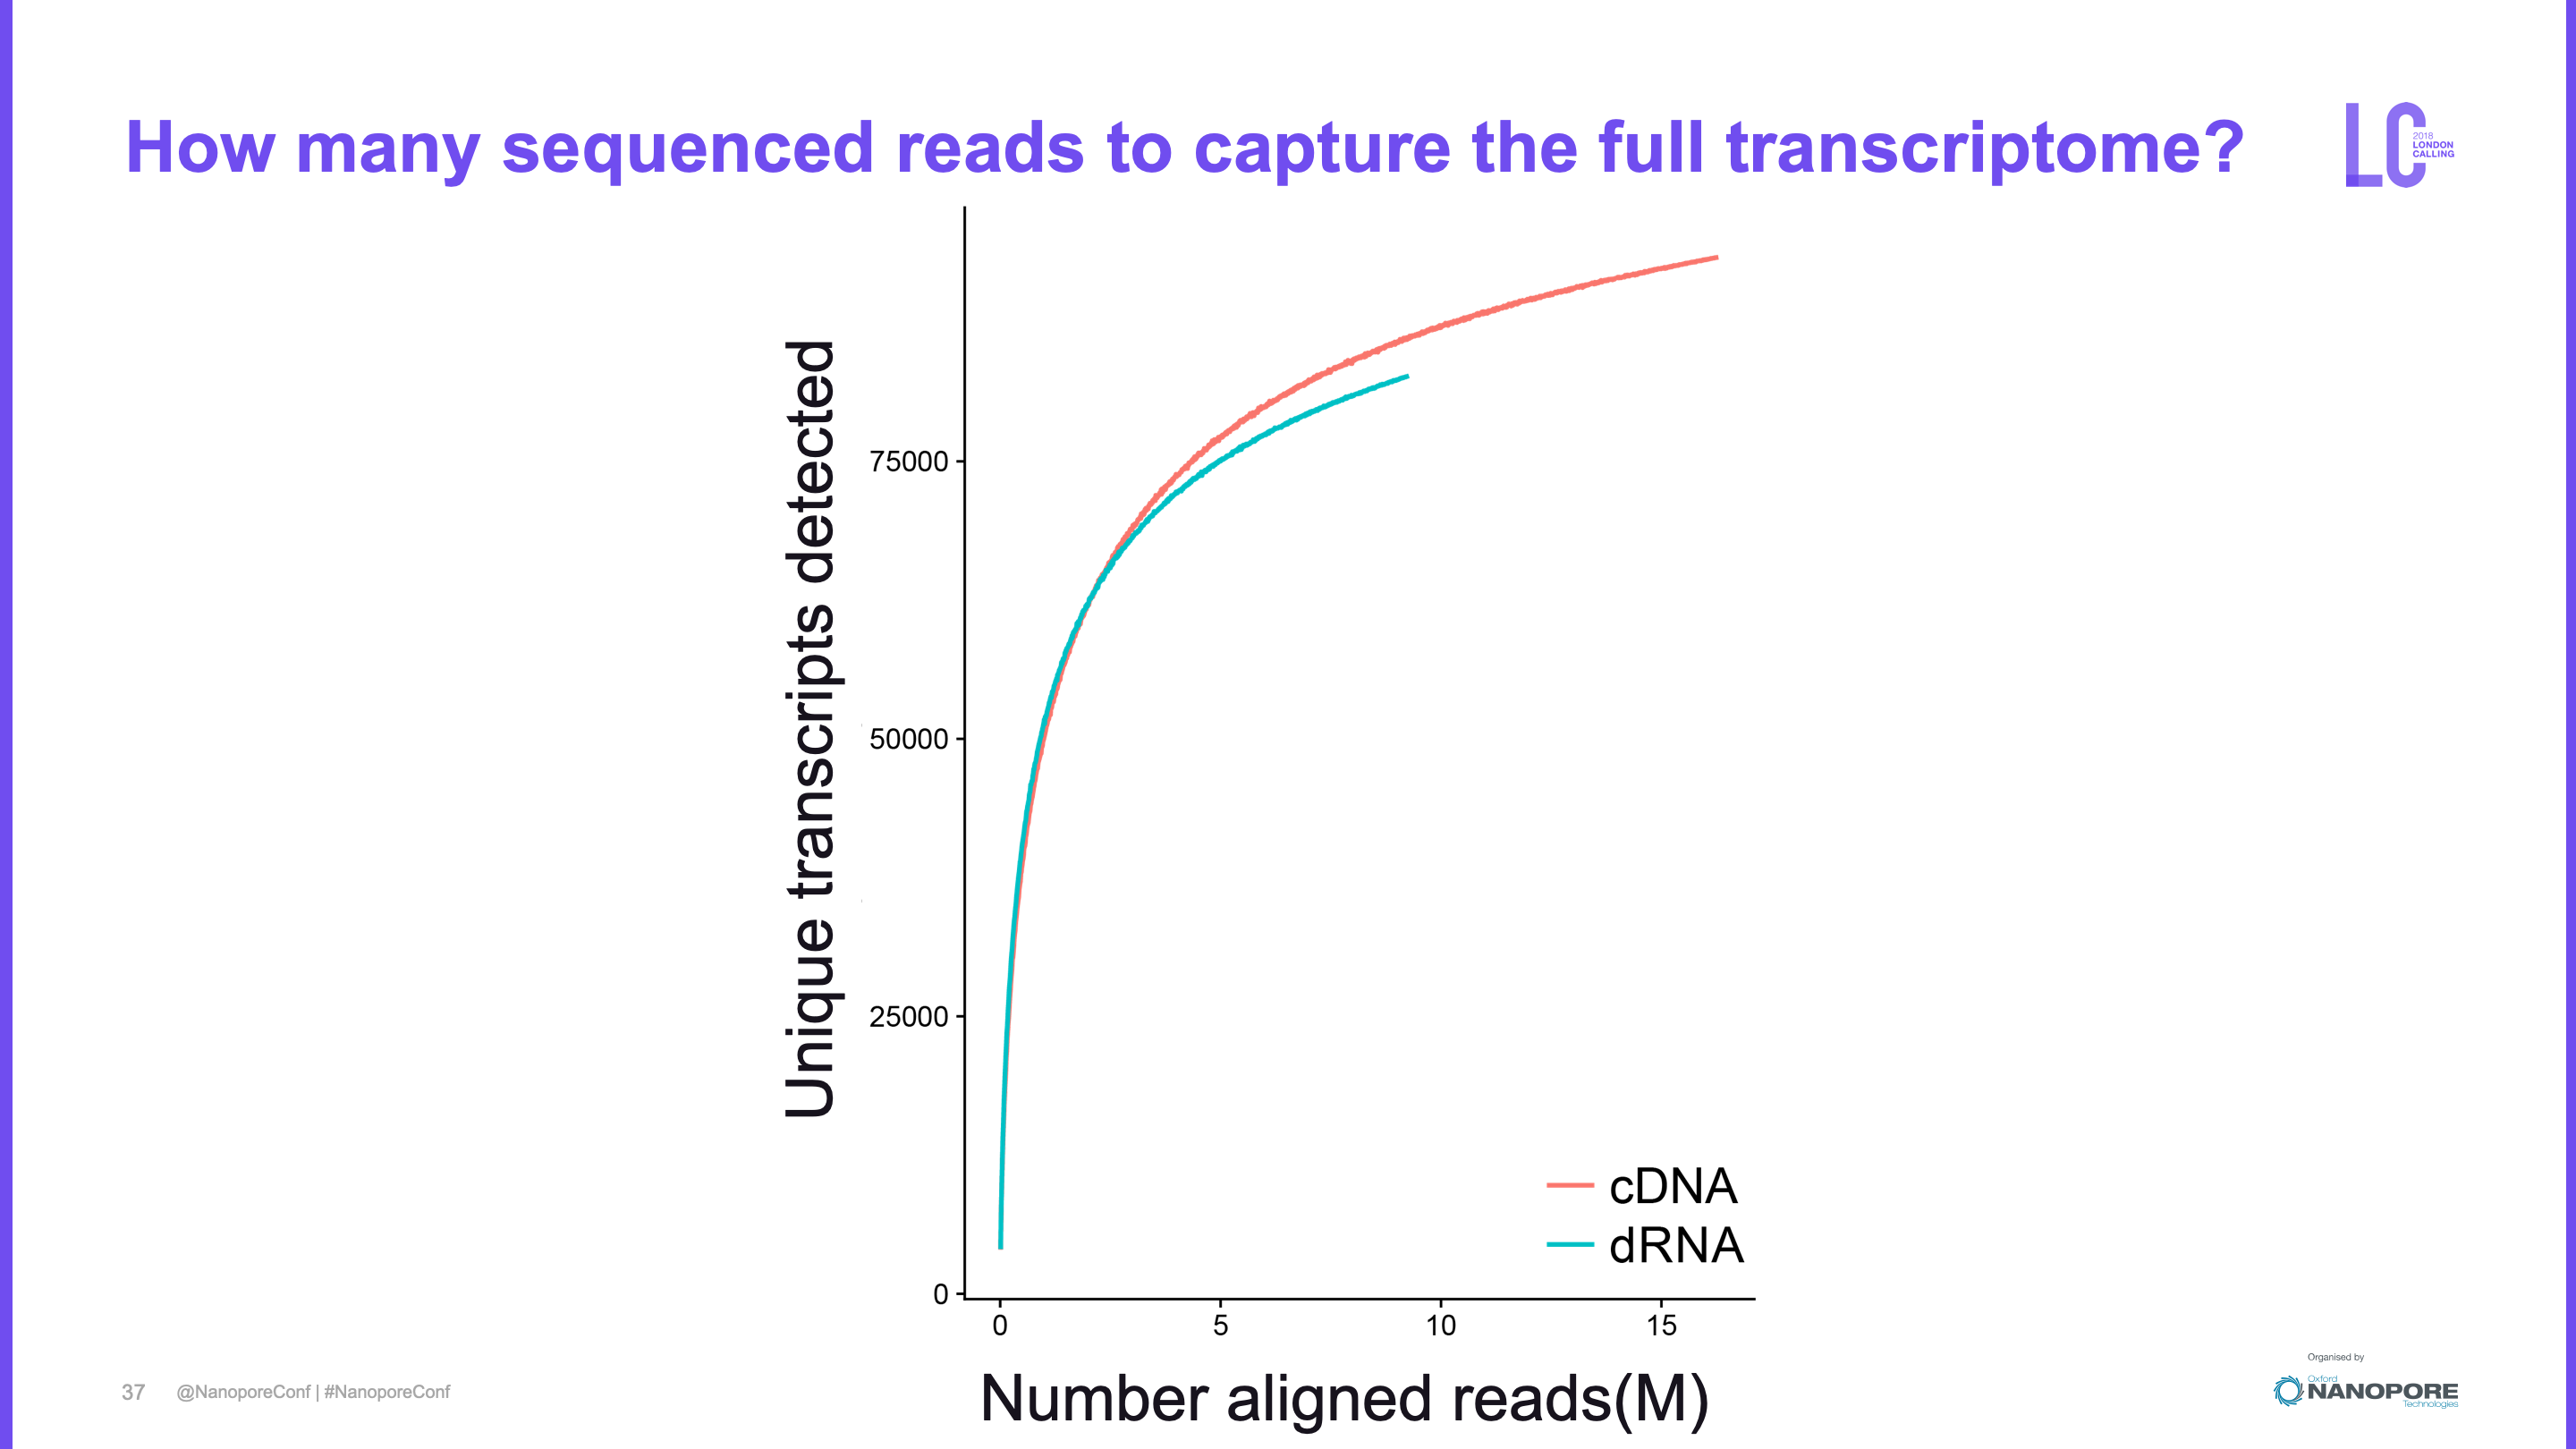 How many sequenced reads to capture the full transcriptome?
LC
2018
LONDON
CALLING
Unique transcripts detected
75000
50000
25000
0
0 5 10 15
cDNA
dRNA
Number aligned reads(M)
37 @NanoporeConf | #NanoporeConf
Organised by
Oxford
NANOPORE
Technologies